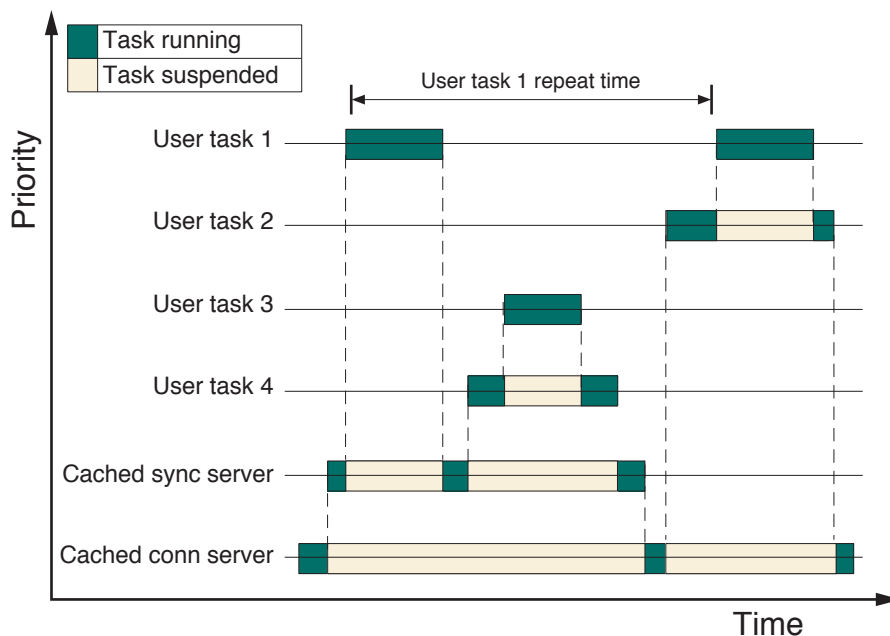 Task running
Task suspended
User task 1 repeat time
User task 1
User task 2
User task 3
User task 4
Cached sync server
Cached conn server
Priority
Time